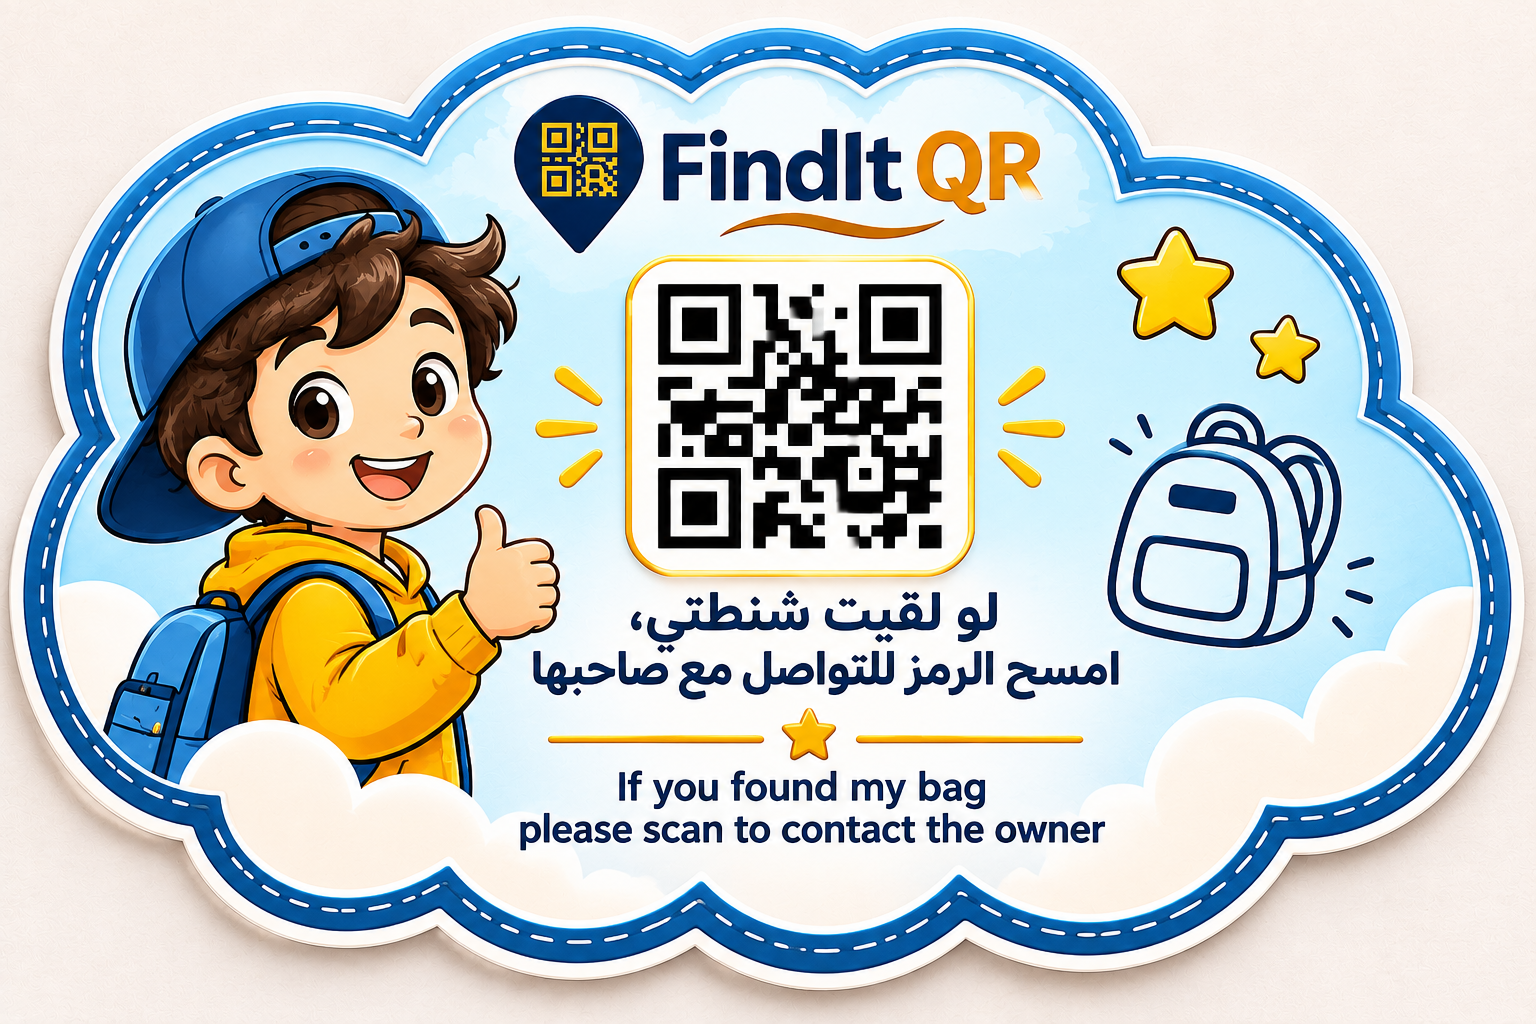 FindIt QR
لو لقيت شنطتي،
امسح الرمز للتواصل مع صاحبها
If you found my bag
please scan to contact the owner